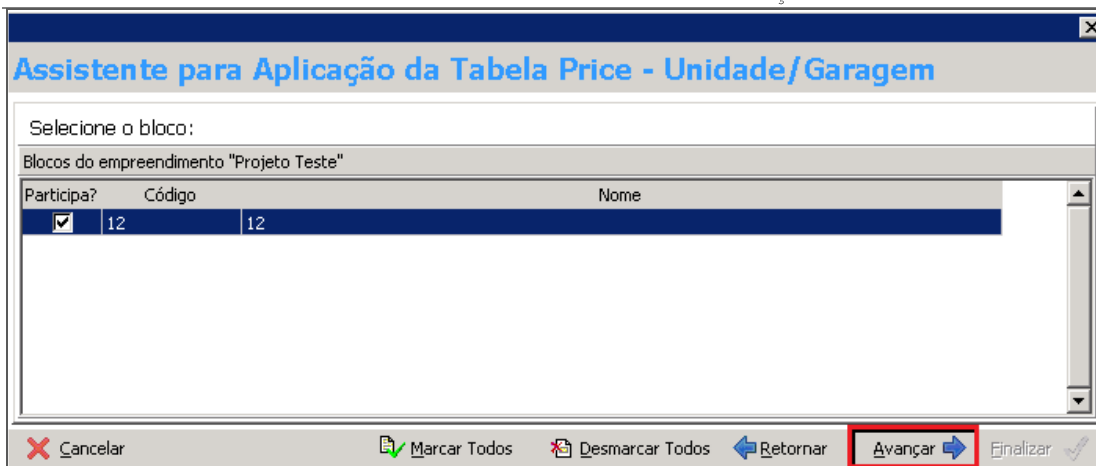 Assistente para Aplicação da Tabela Price - Unidade/Garagem
Selecione o bloco:
Blocos do empreendimento "Projeto Teste"
Participa? Código Nome
12 12
Cancelar Marcar Todos Desmarcar Todos Retornar Avançar Finalizar